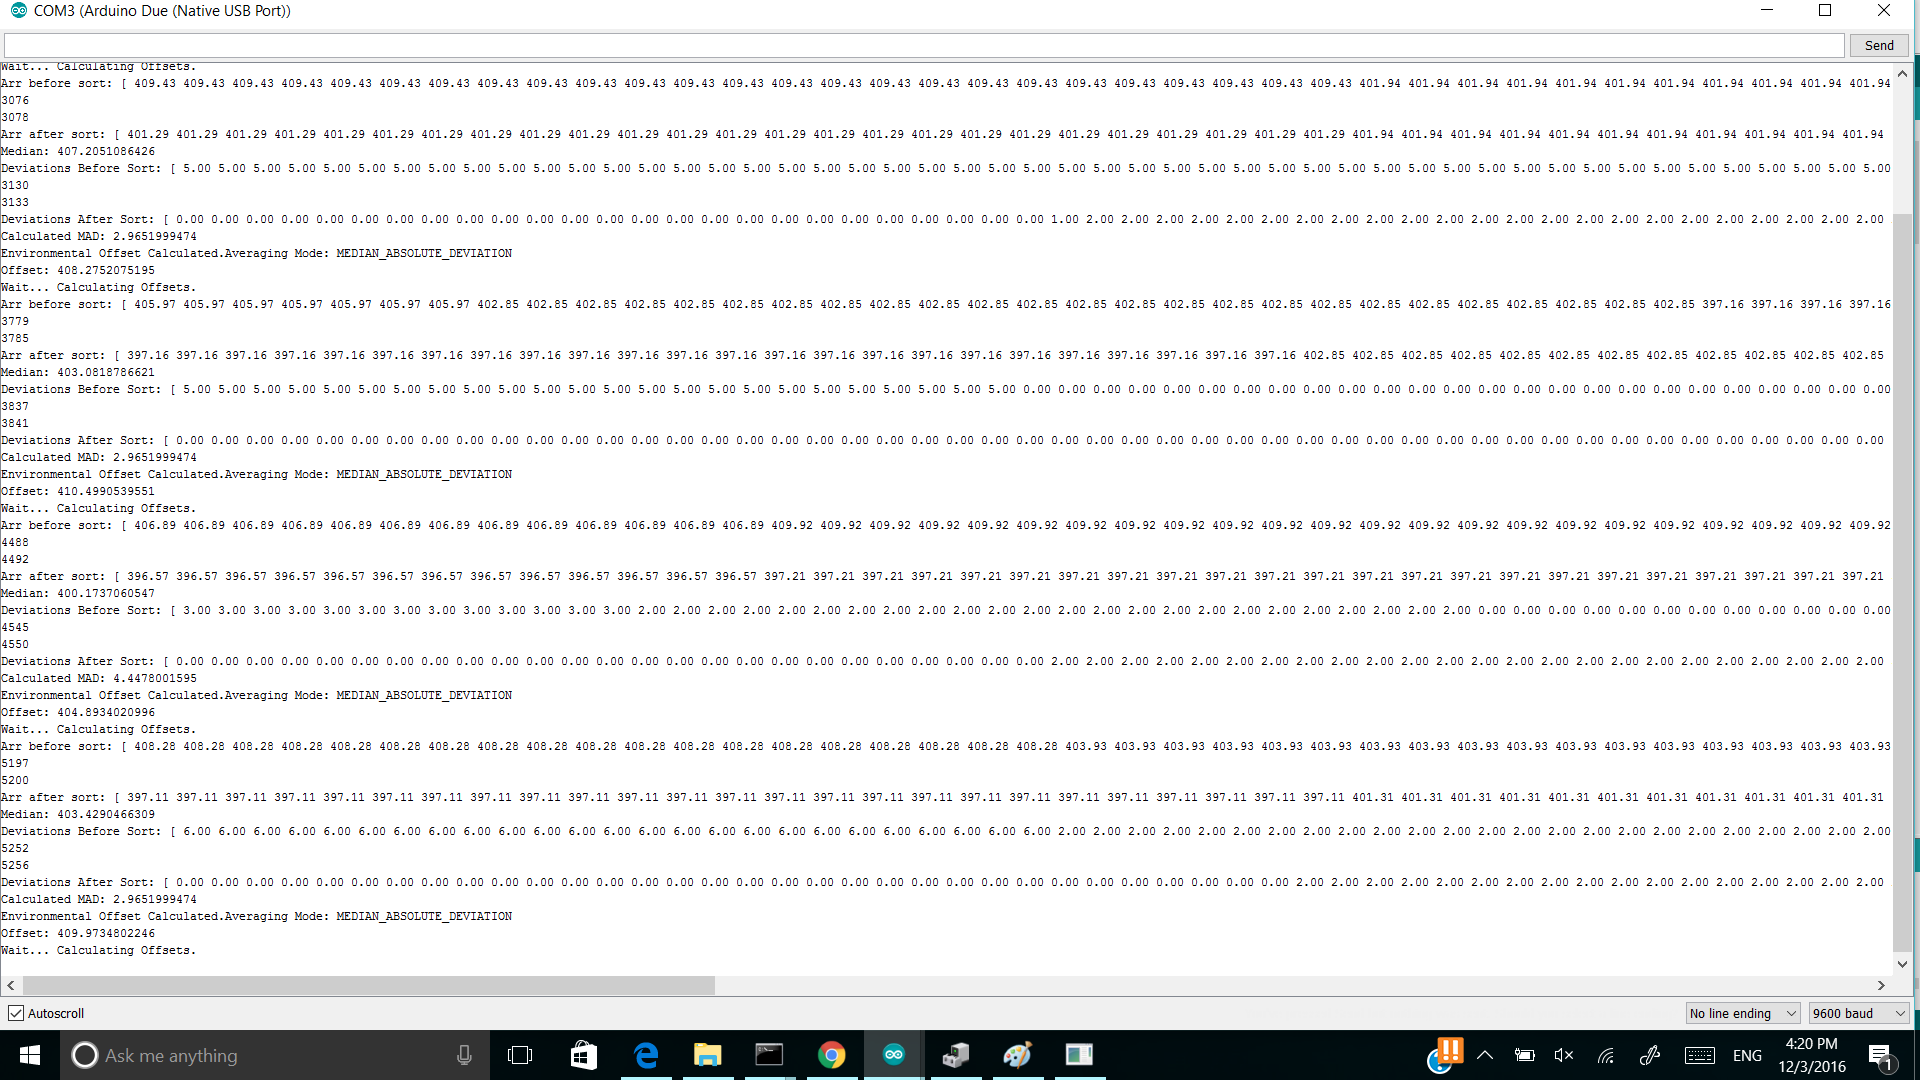 COM3 (Arduino Due (Native USB Port))
Send
Wait... Calculating Offsets.
Arr before sort: [ 409.43 409.43 409.43 409.43 409.43 409.43 409.43 409.43 409.43 409.43 409.43 409.43 409.43 409.43 409.43 409.43 409.43 409.43 409.43 409.43 409.43 409.43 409.43 409.43 409.43 401.94 401.94 401.94 401.94 401.94 401.94 401.94 401.94 401.94 401.94 401.94
3076
3078
Arr after sort: [ 401.29 401.29 401.29 401.29 401.29 401.29 401.29 401.29 401.29 401.29 401.29 401.29 401.29 401.29 401.29 401.29 401.29 401.29 401.29 401.29 401.29 401.29 401.29 401.29 401.29 401.94 401.94 401.94 401.94 401.94 401.94 401.94 401.94 401.94 401.94 401.94
Median: 407.2051086426
Deviations Before Sort: [ 5.00 5.00 5.00 5.00 5.00 5.00 5.00 5.00 5.00 5.00 5.00 5.00 5.00 5.00 5.00 5.00 5.00 5.00 5.00 5.00 5.00 5.00 5.00 5.00 5.00 5.00 5.00 5.00 5.00 5.00 5.00 5.00 5.00 5.00 5.00 5.00 5.00 5.00 5.00 5.00 5.00 5.00 5.00 5.00 5.00 5.00 5.00 5.00 5.00
3130
3133
Deviations After Sort: [ 0.00 0.00 0.00 0.00 0.00 0.00 0.00 0.00 0.00 0.00 0.00 0.00 0.00 0.00 0.00 0.00 0.00 0.00 0.00 0.00 0.00 0.00 0.00 0.00 0.00 1.00 2.00 2.00 2.00 2.00 2.00 2.00 2.00 2.00 2.00 2.00 2.00 2.00 2.00 2.00 2.00 2.00 2.00 2.00 2.00 2.00 2.00 2.00 2.00
Calculated MAD: 2.9651999474
Environmental Offset Calculated.Averaging Mode: MEDIAN_ABSOLUTE_DEVIATION
Offset: 408.2752075195
Wait... Calculating Offsets.
Arr before sort: [ 405.97 405.97 405.97 405.97 405.97 405.97 405.97 402.85 402.85 402.85 402.85 402.85 402.85 402.85 402.85 402.85 402.85 402.85 402.85 402.85 402.85 402.85 402.85 402.85 402.85 402.85 402.85 402.85 402.85 402.85 402.85 402.85 397.16 397.16 397.16 397.16
3779
3785
Arr after sort: [ 397.16 397.16 397.16 397.16 397.16 397.16 397.16 397.16 397.16 397.16 397.16 397.16 397.16 397.16 397.16 397.16 397.16 397.16 397.16 397.16 397.16 397.16 397.16 397.16 402.85 402.85 402.85 402.85 402.85 402.85 402.85 402.85 402.85 402.85 402.85 402.85
Median: 403.0818786621
Deviations Before Sort: [ 5.00 5.00 5.00 5.00 5.00 5.00 5.00 5.00 5.00 5.00 5.00 5.00 5.00 5.00 5.00 5.00 5.00 5.00 5.00 5.00 5.00 5.00 5.00 5.00 0.00 0.00 0.00 0.00 0.00 0.00 0.00 0.00 0.00 0.00 0.00 0.00 0.00 0.00 0.00 0.00 0.00 0.00 0.00 0.00 0.00 0.00 0.00 0.00 0.00
3837
3841
Deviations After Sort: [ 0.00 0.00 0.00 0.00 0.00 0.00 0.00 0.00 0.00 0.00 0.00 0.00 0.00 0.00 0.00 0.00 0.00 0.00 0.00 0.00 0.00 0.00 0.00 0.00 0.00 0.00 0.00 0.00 0.00 0.00 0.00 0.00 0.00 0.00 0.00 0.00 0.00 0.00 0.00 0.00 0.00 0.00 0.00 0.00 0.00 0.00 0.00 0.00 0.00
Calculated MAD: 2.9651999474
Environmental Offset Calculated.Averaging Mode: MEDIAN_ABSOLUTE_DEVIATION
Offset: 410.4990539551
Wait... Calculating Offsets.
Arr before sort: [ 406.89 406.89 406.89 406.89 406.89 406.89 406.89 406.89 406.89 406.89 406.89 406.89 406.89 409.92 409.92 409.92 409.92 409.92 409.92 409.92 409.92 409.92 409.92 409.92 409.92 409.92 409.92 409.92 409.92 409.92 409.92 409.92 409.92 409.92 409.92 409.92
4488
4492
Arr after sort: [ 396.57 396.57 396.57 396.57 396.57 396.57 396.57 396.57 396.57 396.57 396.57 396.57 396.57 397.21 397.21 397.21 397.21 397.21 397.21 397.21 397.21 397.21 397.21 397.21 397.21 397.21 397.21 397.21 397.21 397.21 397.21 397.21 397.21 397.21 397.21 397.21
Median: 400.1737060547
Deviations Before Sort: [ 3.00 3.00 3.00 3.00 3.00 3.00 3.00 3.00 3.00 3.00 3.00 3.00 3.00 2.00 2.00 2.00 2.00 2.00 2.00 2.00 2.00 2.00 2.00 2.00 2.00 2.00 2.00 2.00 2.00 2.00 2.00 2.00 2.00 2.00 2.00 2.00 2.00 0.00 0.00 0.00 0.00 0.00 0.00 0.00 0.00 0.00 0.00 0.00 0.00
4545
4550
Deviations After Sort: [ 0.00 0.00 0.00 0.00 0.00 0.00 0.00 0.00 0.00 0.00 0.00 0.00 0.00 0.00 0.00 0.00 0.00 0.00 0.00 0.00 0.00 0.00 0.00 0.00 0.00 2.00 2.00 2.00 2.00 2.00 2.00 2.00 2.00 2.00 2.00 2.00 2.00 2.00 2.00 2.00 2.00 2.00 2.00 2.00 2.00 2.00 2.00 2.00 2.00
Calculated MAD: 4.4478001595
Environmental Offset Calculated.Averaging Mode: MEDIAN_ABSOLUTE_DEVIATION
Offset: 404.8934020996
Wait... Calculating Offsets.
Arr before sort: [ 408.28 408.28 408.28 408.28 408.28 408.28 408.28 408.28 408.28 408.28 408.28 408.28 408.28 408.28 408.28 408.28 408.28 408.28 408.28 403.93 403.93 403.93 403.93 403.93 403.93 403.93 403.93 403.93 403.93 403.93 403.93 403.93 403.93 403.93 403.93 403.93
5197
5200
Arr after sort: [ 397.11 397.11 397.11 397.11 397.11 397.11 397.11 397.11 397.11 397.11 397.11 397.11 397.11 397.11 397.11 397.11 397.11 397.11 397.11 397.11 397.11 397.11 397.11 397.11 397.11 401.31 401.31 401.31 401.31 401.31 401.31 401.31 401.31 401.31 401.31 401.31
Median: 403.4290466309
Deviations Before Sort: [ 6.00 6.00 6.00 6.00 6.00 6.00 6.00 6.00 6.00 6.00 6.00 6.00 6.00 6.00 6.00 6.00 6.00 6.00 6.00 6.00 6.00 6.00 6.00 6.00 6.00 2.00 2.00 2.00 2.00 2.00 2.00 2.00 2.00 2.00 2.00 2.00 2.00 2.00 2.00 2.00 2.00 2.00 2.00 2.00 2.00 2.00 2.00 2.00 2.00
5252
5256
Deviations After Sort: [ 0.00 0.00 0.00 0.00 0.00 0.00 0.00 0.00 0.00 0.00 0.00 0.00 0.00 0.00 0.00 0.00 0.00 0.00 0.00 0.00 0.00 0.00 0.00 0.00 0.00 0.00 0.00 0.00 0.00 0.00 0.00 0.00 2.00 2.00 2.00 2.00 2.00 2.00 2.00 2.00 2.00 2.00 2.00 2.00 2.00 2.00 2.00 2.00 2.00
Calculated MAD: 2.9651999474
Environmental Offset Calculated.Averaging Mode: MEDIAN_ABSOLUTE_DEVIATION
Offset: 409.9734802246
Wait... Calculating Offsets.
Autoscroll
No line ending
9600 baud
Ask me anything
ENG
4:20 PM
12/3/2016
1